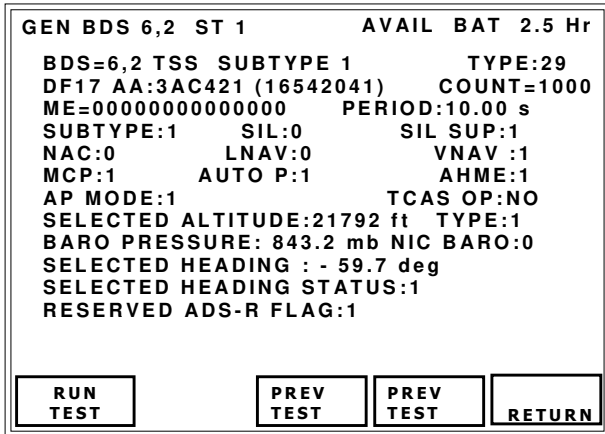 GEN BDS 6,2 ST 1 AVAIL BAT 2.5 Hr
BDS=6,2 TSS SUBTYPE 1 TYPE:29
DF17 AA:3AC421 (16542041) COUNT=1000
ME=00000000000000 PERIOD:10.00 s
SUBTYPE:1 SIL:0 SIL SUP:1
NAC:0 LNAV:0 VNAV :1
MCP:1 AUTO P:1 AHME:1
AP MODE:1 TCAS OP:NO
SELECTED ALTITUDE:21792 ft TYPE:1
BARO PRESSURE: 843.2 mb NIC BARO:0
SELECTED HEADING : - 59.7 deg
SELECTED HEADING STATUS:1
RESERVED ADS-R FLAG:1
RUN TEST
PREV TEST
PREV TEST
RETURN